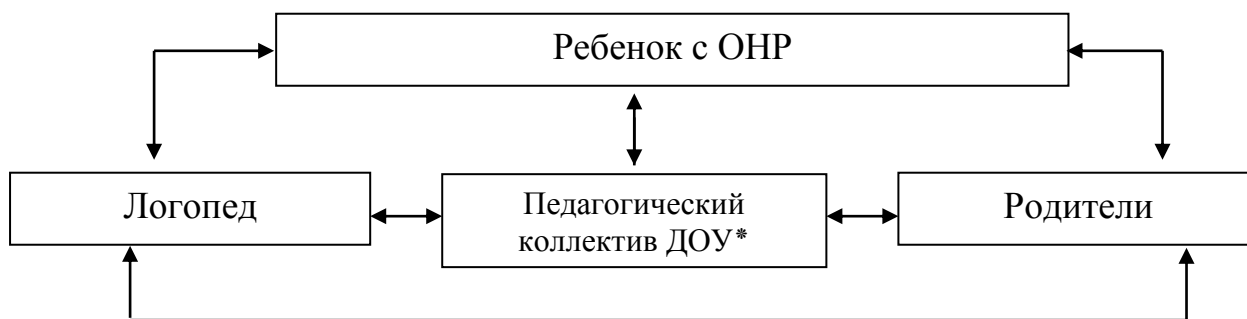 Ребенок с ОНР
Логопед
Педагогический
коллектив ДОУ*
Родители